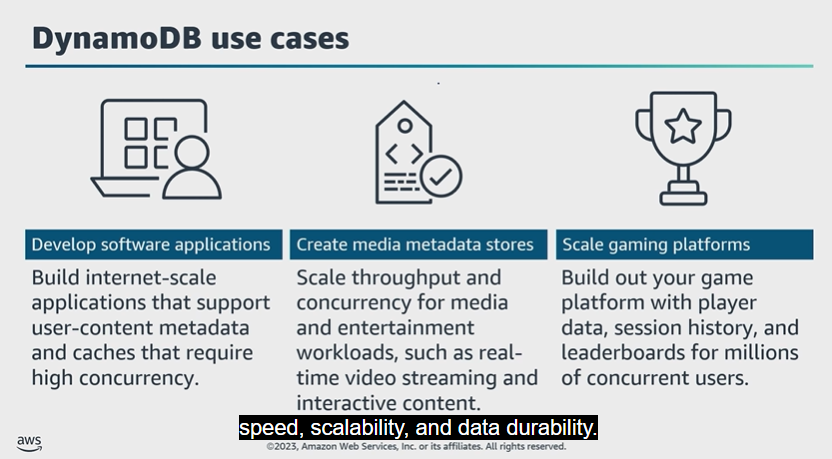 DynamoDB use cases
Develop software applications
Build internet-scale
applications that support
user-content metadata
and caches that require
high concurrency.
Create media metadata stores
Scale throughput and
concurrency for media
and entertainment
workloads, such as real-
time video streaming and
interactive content.
Scale gaming platforms
Build out your game
platform with player
data, session history, and
leaderboards for millions
of concurrent users.
speed, scalability, and data durability.
aws
©2023, Amazon Web Services, Inc. or its affiliates. All rights reserved.